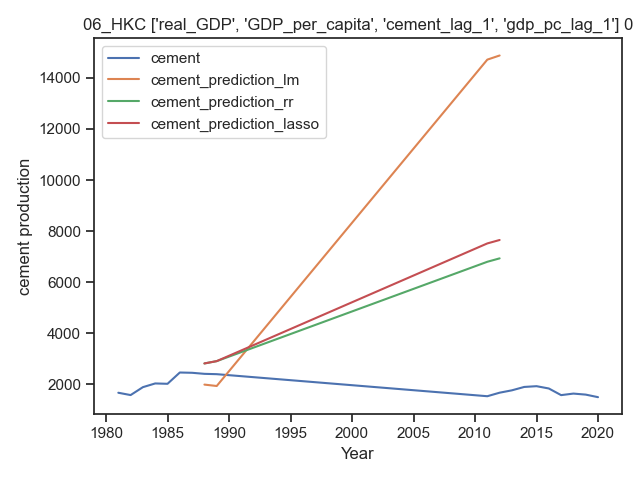 06_HKC ['real_GDP', 'GDP_per_capita', 'cement_lag_1', 'gdp_pc_lag_1'] 0
cement
cement_prediction_lm
cement_prediction_rr
cement_prediction_lasso
cement production
14000
12000
10000
8000
6000
4000
2000
1980 1985 1990 1995 2000 2005 2010 2015 2020
Year